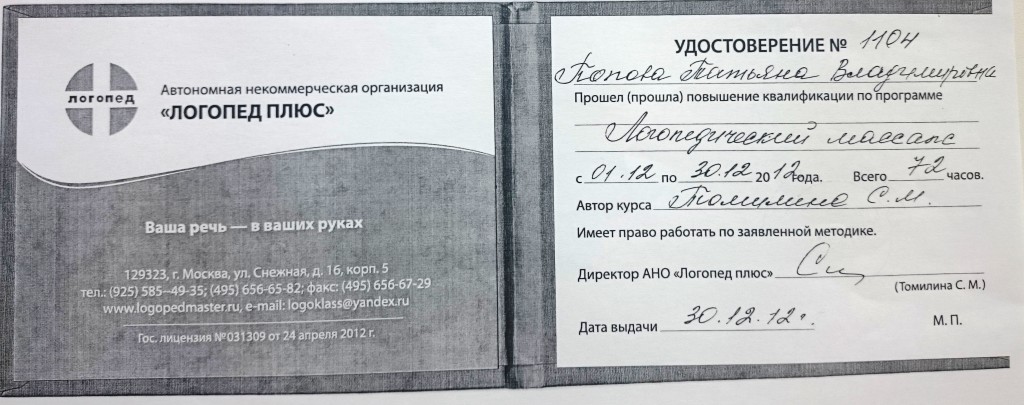 логопед
Автономная некоммерческая организация
«ЛОГОПЕД ПЛЮС»
Ваша речь — в ваших руках
129323, г. Москва, ул. Снежная, д. 16, корп. 5
тел.: (925) 585--49-35; (495) 656-65-82; факс: (495) 656-67-29
www.logopedmaster.ru, e-mail: logoklass@yandex.ru
Гос. лицензия №031309 от 24 апреля 2012 г.
УДОСТОВЕРЕНИЕ № 1104
Попова Татьяна Владимировна
Прошел (прошла) повышение квалификации по программе
Логопедический массаж
с 01.12 по 30.12 2012года. Всего 72 часов.
Автор курса Томилина С.М.
Имеет право работать по заявленной методике.
Директор АНО «Логопед плюс»
(Томилина С. М.)
Дата выдачи 30.12.12г.
М. П.